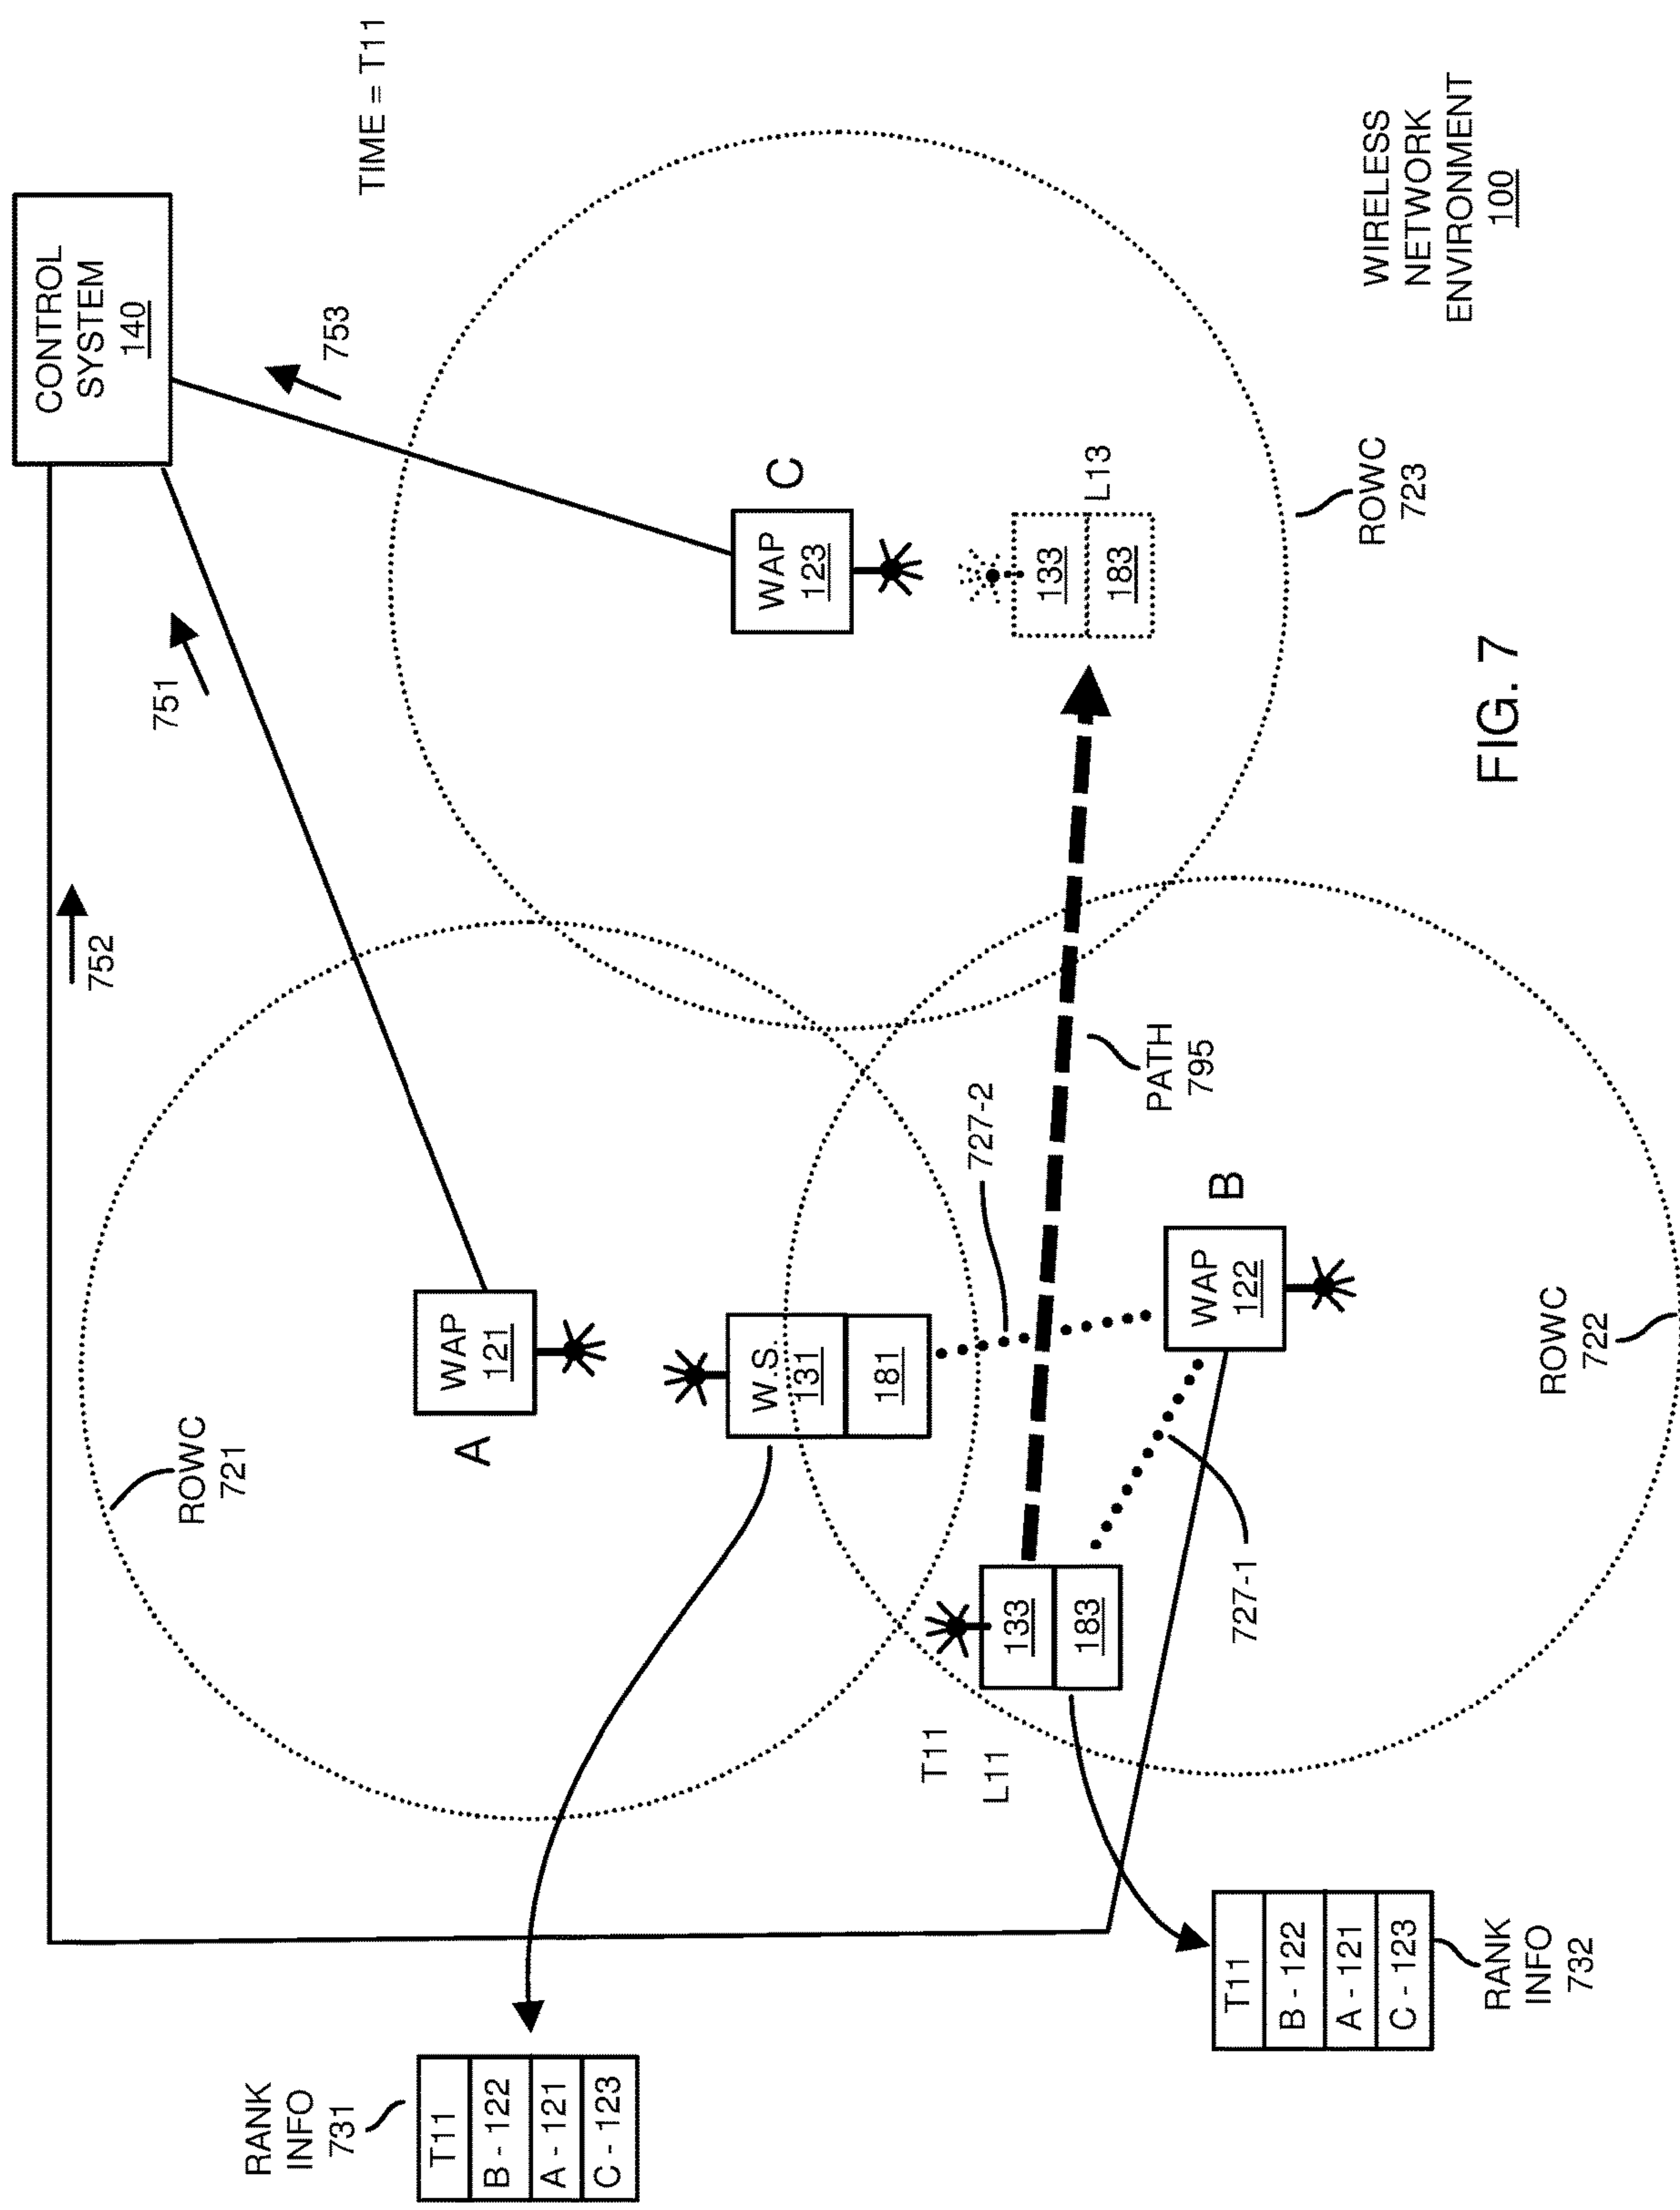 CONTROL
SYSTEM
140
TIME = T11
752
751
753
ROWC
721
A
WAP
121
C
WAP
123
RANK
INFO
731
T11
B - 122
A - 121
C - 123
W.S.
131
181
133
183
L13
T11
L11
133
183
727-2
PATH
795
727-1
B
WAP
122
ROWC
723
WIRELESS
NETWORK
ENVIRONMENT
100
T11
B - 122
A - 121
C - 123
RANK
INFO
732
ROWC
722
FIG. 7